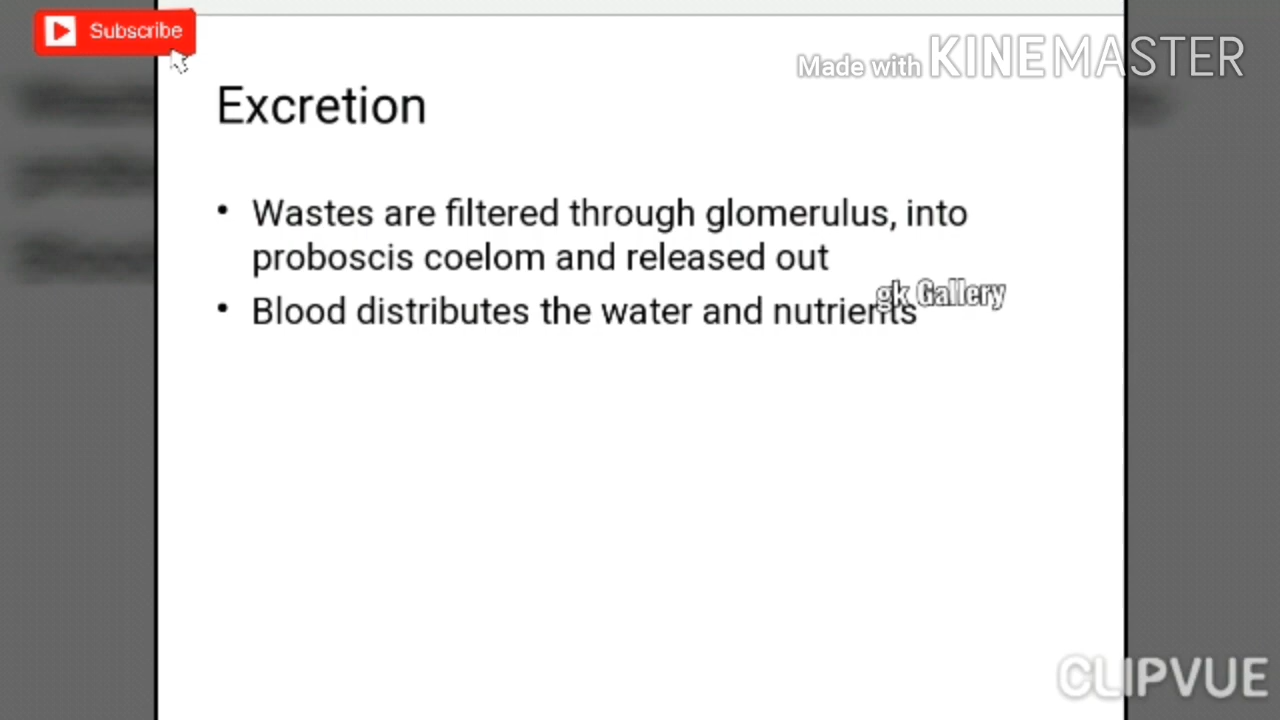 Subscribe
Made with KINEMASTER
Excretion
• Wastes are filtered through glomerulus, into
proboscis coelom and released out
gk Gallery
• Blood distributes the water and nutrients
CLIPVUE